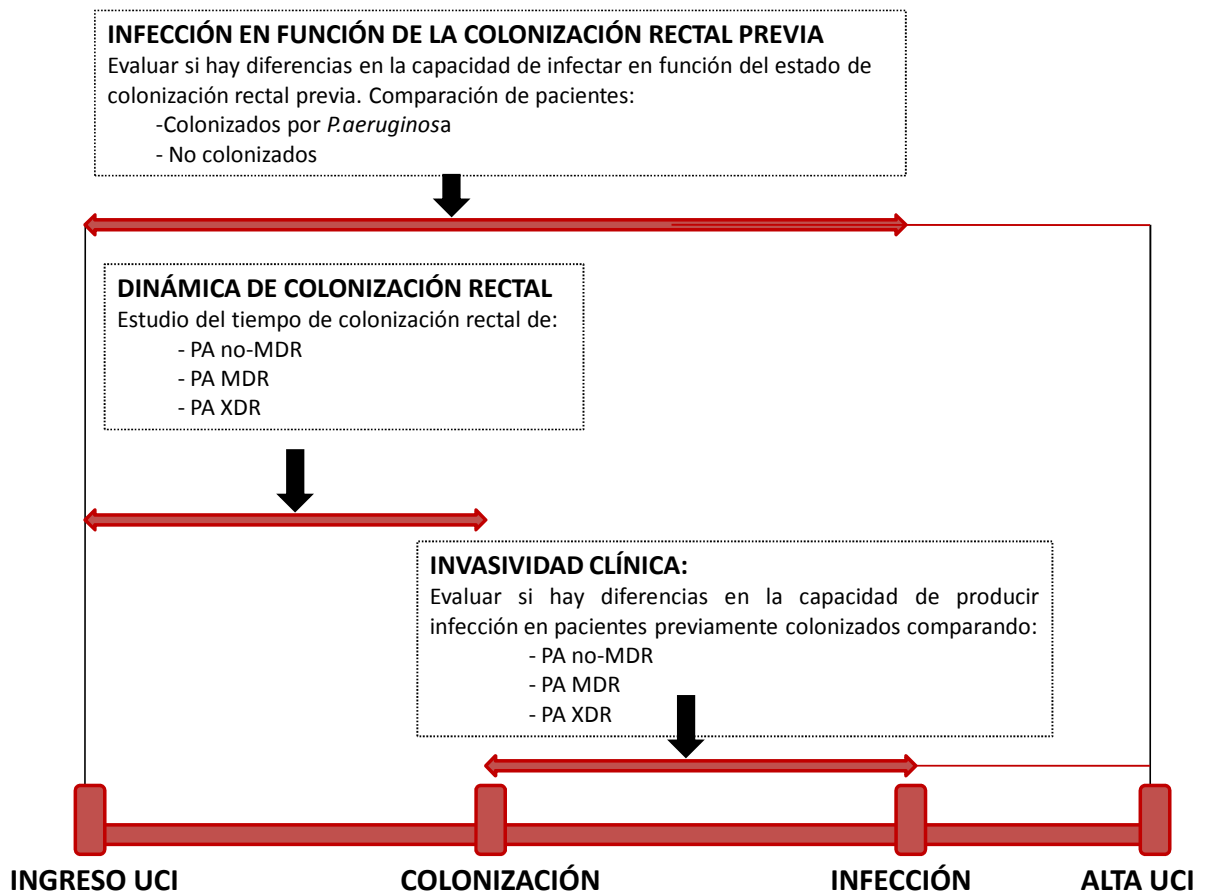 INFECCIÓN EN FUNCIÓN DE LA COLONIZACIÓN RECTAL PREVIA
Evaluar si hay diferencias en la capacidad de infectar en función del estado de
colonización rectal previa. Comparación de pacientes:
-Colonizados por P.aeruginosa
- No colonizados
DINÁMICA DE COLONIZACIÓN RECTAL
Estudio del tiempo de colonización rectal de:
- PA no-MDR
- PA MDR
- PA XDR
INVASIVIDAD CLÍNICA:
Evaluar si hay diferencias en la capacidad de producir
infección en pacientes previamente colonizados comparando:
- PA no-MDR
- PA MDR
- PA XDR
INGRESO UCI
COLONIZACIÓN
INFECCIÓN
ALTA UCI